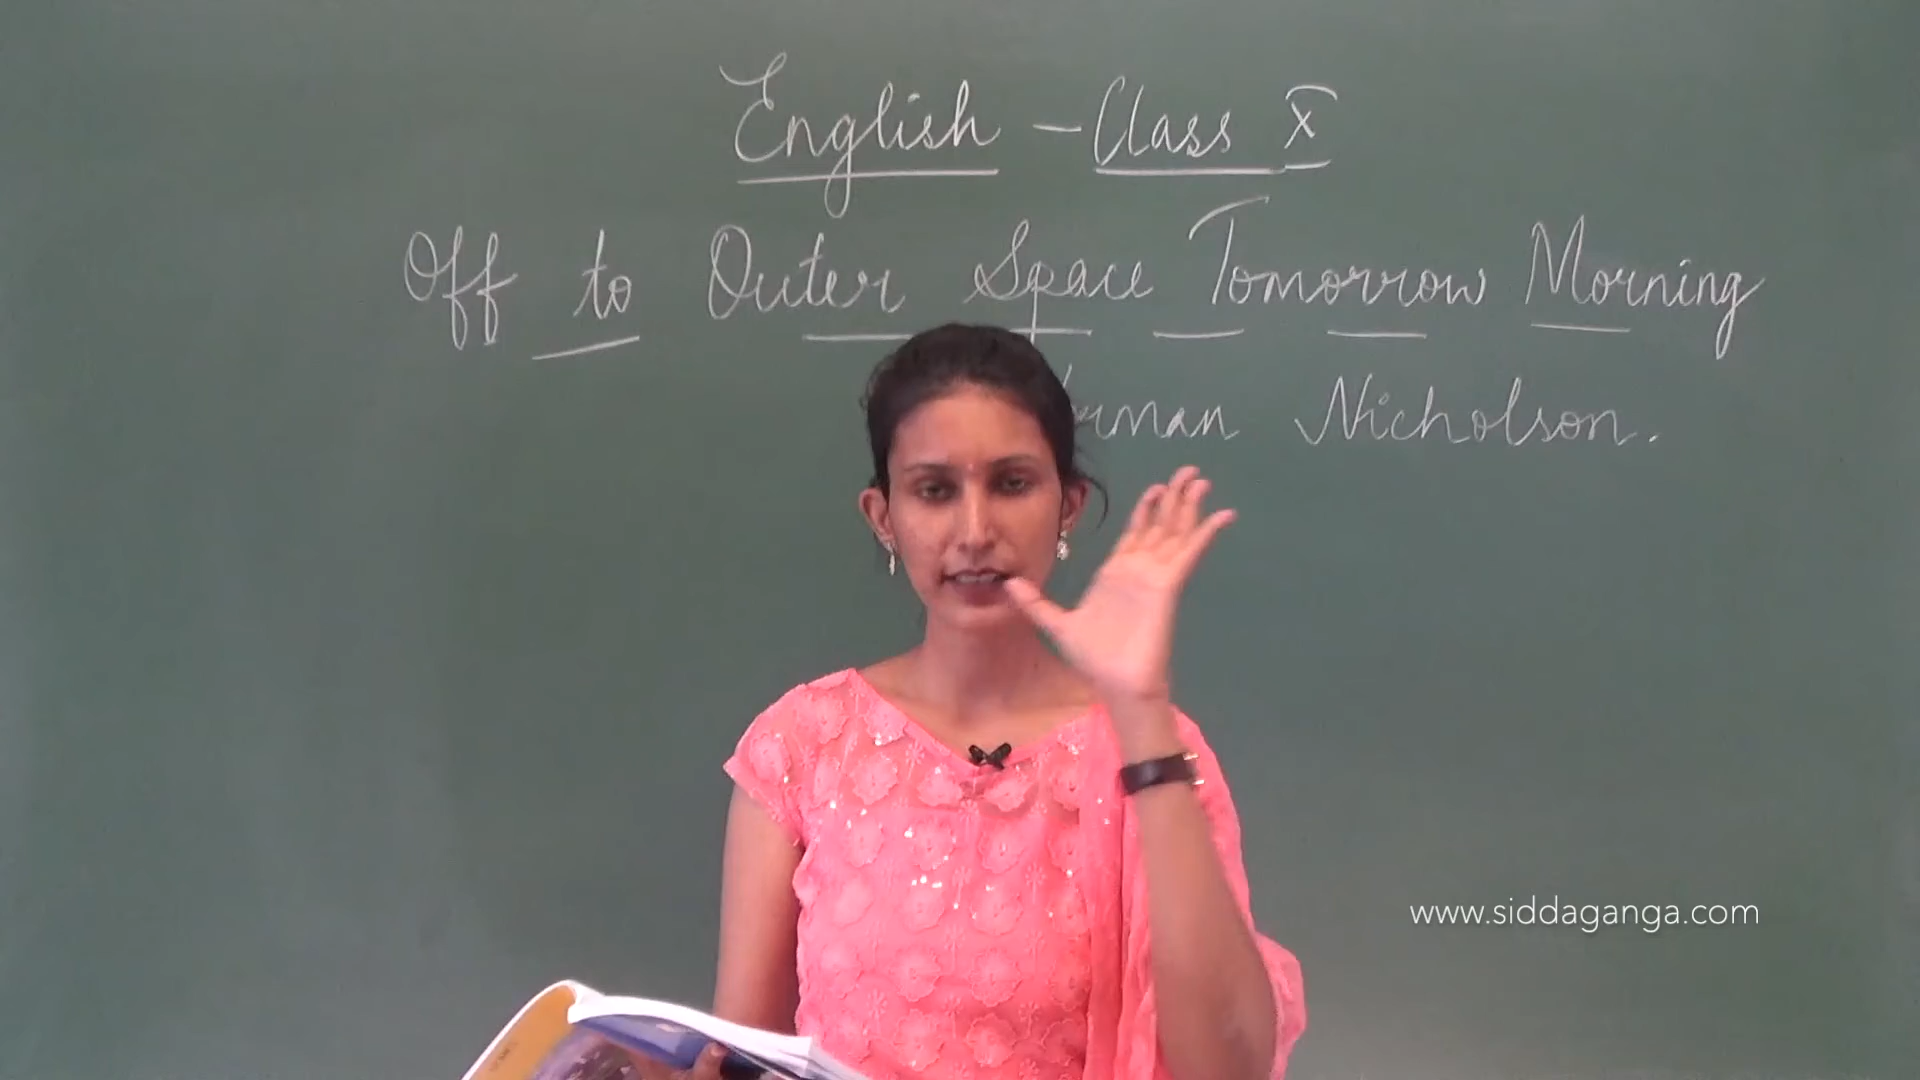 English - Class X
Off to Outer Space Tomorrow Morning
Nicholson.
www.siddaganga.com